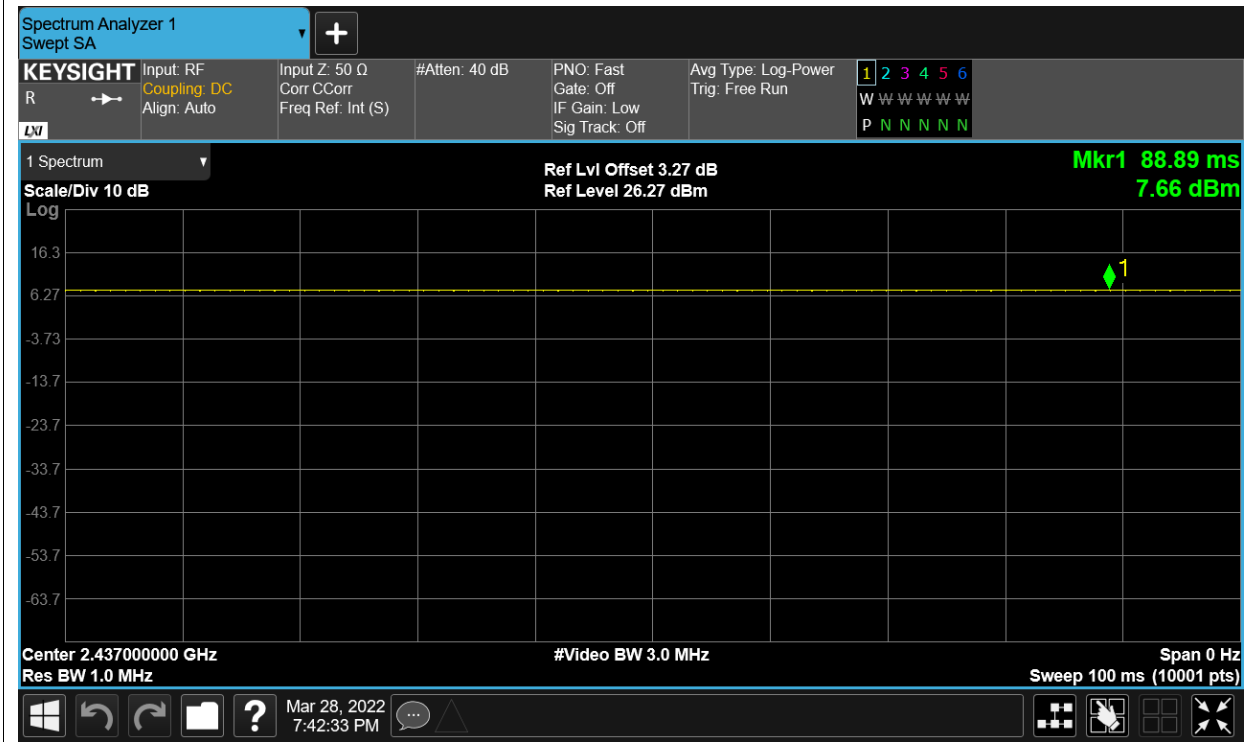 Spectrum Analyzer 1
Swept SA
KEYSIGHT
R
LXI
Input: RF
Coupling: DC
Align: Auto
Input Z: 50 Ω
Corr CCorr
Freq Ref: Int (S)
#Atten: 40 dB
PNO: Fast
Gate: Off
IF Gain: Low
Sig Track: Off
Avg Type: Log-Power
Trig: Free Run
1 2 3 4 5 6
W W W W W W
P N N N N N
1 Spectrum
Scale/Div 10 dB
Log
Ref Lvl Offset 3.27 dB
Ref Level 26.27 dBm
Mkr1 88.89 ms
7.66 dBm
16.3
1
6.27
-3.73
-13.7
-23.7
-33.7
-43.7
-53.7
-63.7
Center 2.437000000 GHz
Res BW 1.0 MHz
#Video BW 3.0 MHz
Span 0 Hz
Sweep 100 ms (10001 pts)
?
Mar 28, 2022
7:42:33 PM